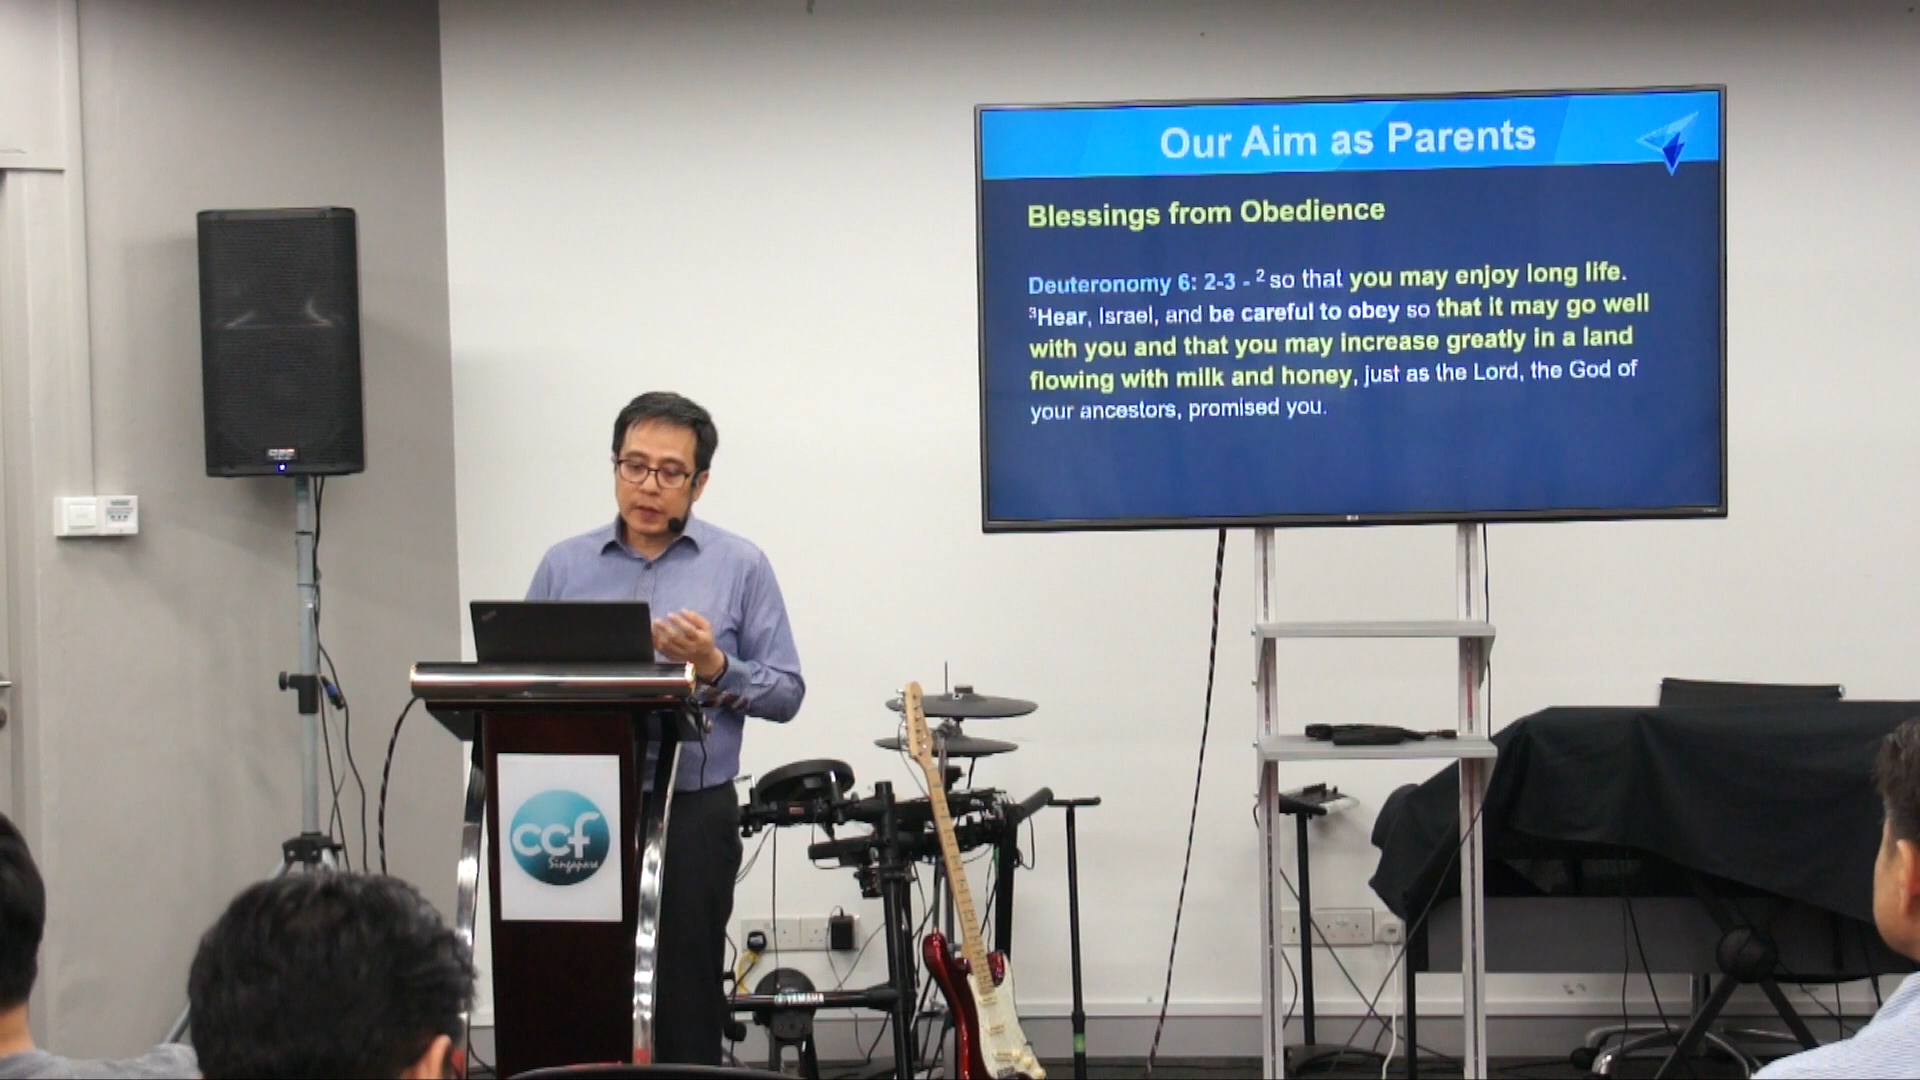 Our Aim as Parents
Blessings from Obedience
Deuteronomy 6: 2-3 - 2 so that you may enjoy long life.
3Hear, Israel, and be careful to obey so that it may go well
with you and that you may increase greatly in a land
flowing with milk and honey, just as the Lord, the God of
your ancestors, promised you.
ccf
Singapore
YAMAHA